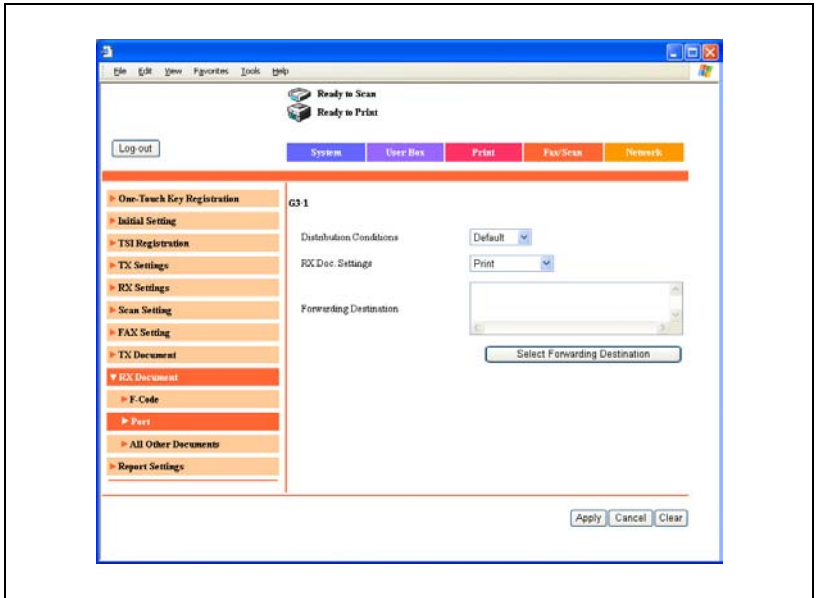 File Edit View Favorites Tools Help
Ready to Scan
Ready to Print
Log-out
System User Box Print Fax/Scan Network
One-Touch Key Registration
Initial Setting
TSI Registration
TX Settings
RX Settings
Scan Setting
FAX Setting
TX Document
RX Document
F-Code
Port
All Other Documents
Report Settings
G3-1
Distribution Conditions Default
RX Doc. Settings Print
Forwarding Destination
Select Forwarding Destination
Apply Cancel Clear